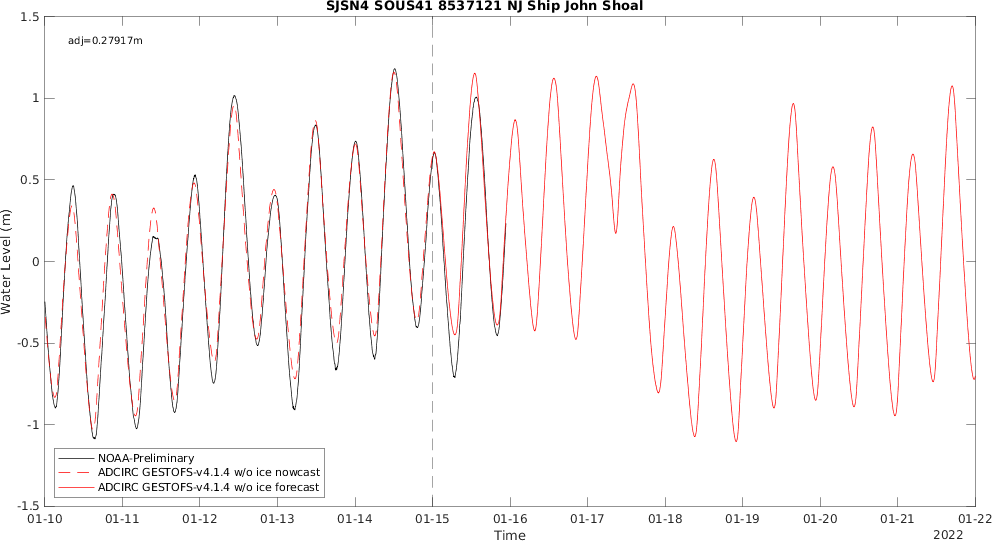 SJSN4 SOUS41 8537121 NJ Ship John Shoal
adj=0.27917m
1.5
1
0.5
0
-0.5
-1
-1.5
Water Level (m)
NOAA-Preliminary
ADCIRC GESTOFS-v4.1.4 w/o ice nowcast
ADCIRC GESTOFS-v4.1.4 w/o ice forecast
01-10 01-11 01-12 01-13 01-14 01-15 01-16 01-17 01-18 01-19 01-20 01-21 01-22
Time
2022